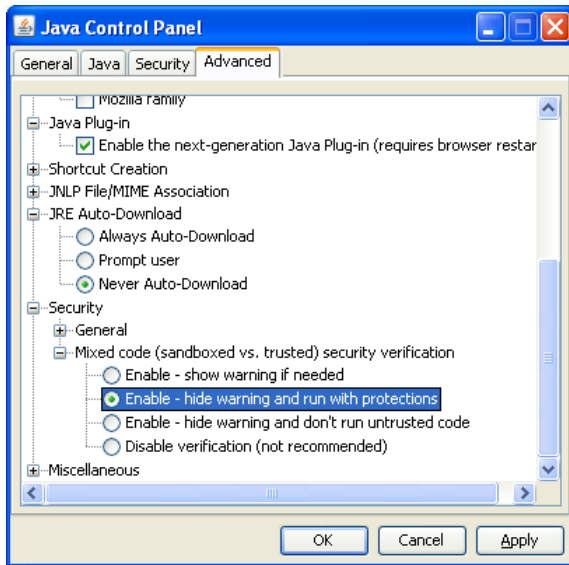 Java Control Panel
General Java Security Advanced
Mozilla family
Java Plug-in
Enable the next-generation Java Plug-in (requires browser restar
Shortcut Creation
JNLP File/MIME Association
JRE Auto-Download
Always Auto-Download
Prompt user
Never Auto-Download
Security
General
Mixed code (sandboxed vs. trusted) security verification
Enable - show warning if needed
Enable - hide warning and run with protections
Enable - hide warning and don't run untrusted code
Disable verification (not recommended)
Miscellaneous
OK Cancel Apply